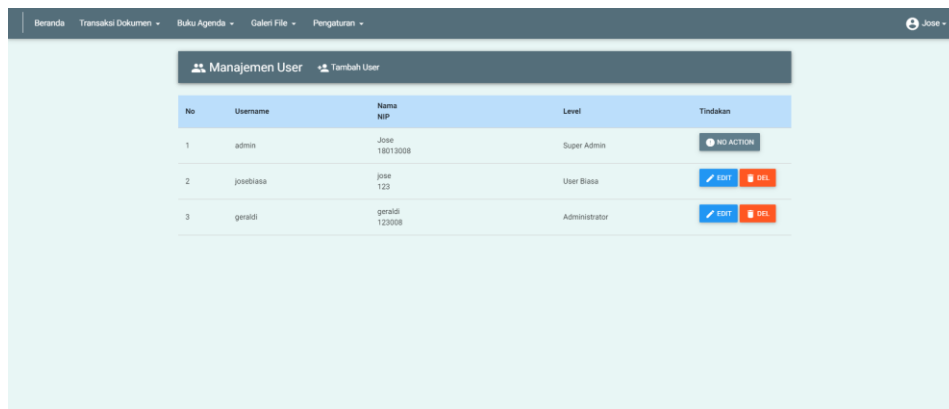 Beranda Transaksi Dokumen Buku Agenda Galeri File Pengaturan Jose
Manajemen User Tambah User
No Username Nama Level Tindakan
NIP
1 admin Jose Super Admin NO ACTION
18013008
2 josebiasa jose User Biasa EDIT DEL
123
3 geraldi geraldi Administrator EDIT DEL
123008